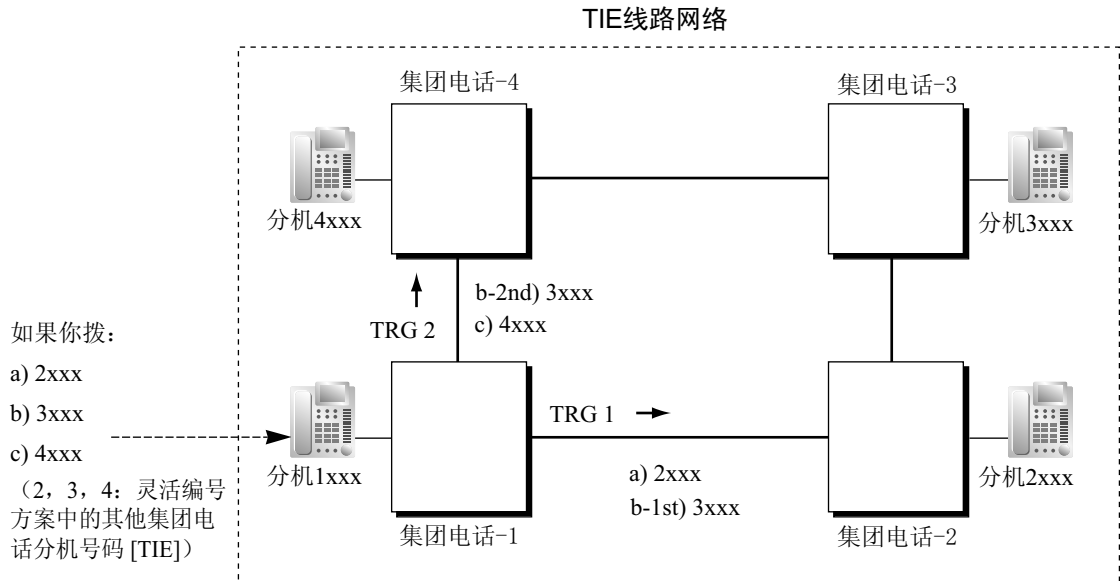 TIE线路网络
集团电话-4
集团电话-3
分机4xxx
分机3xxx
b-2nd) 3xxx
TRG 2
c) 4xxx
如果你拨：
a) 2xxx
b) 3xxx
c) 4xxx
（2，3，4：灵活编号
方案中的其他集团电
话分机号码 [TIE]）
TRG 1
分机1xxx
a) 2xxx
b-1st) 3xxx
分机2xxx
集团电话-1
集团电话-2